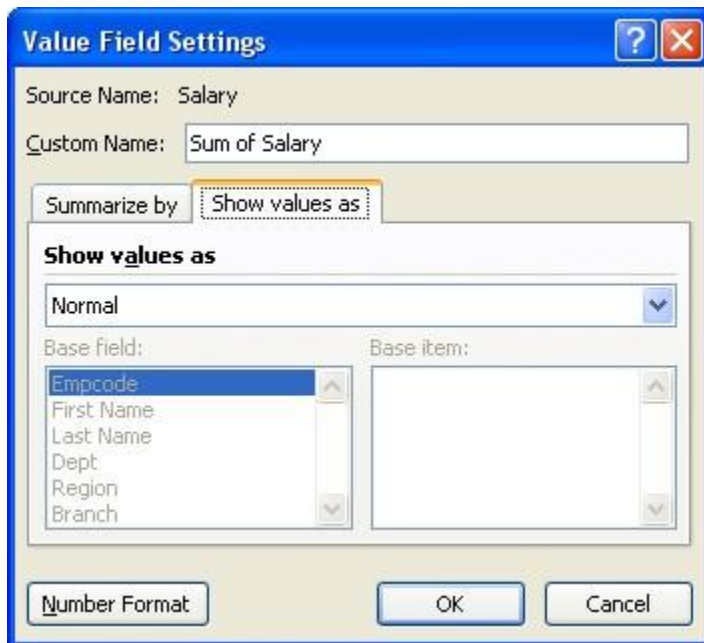 Value Field Settings
Source Name: Salary
Custom Name: Sum of Salary
Summarize by Show values as
Show values as
Normal
Base field: Base item:
Empcode
First Name
Last Name
Dept
Region
Branch
Number Format OK Cancel